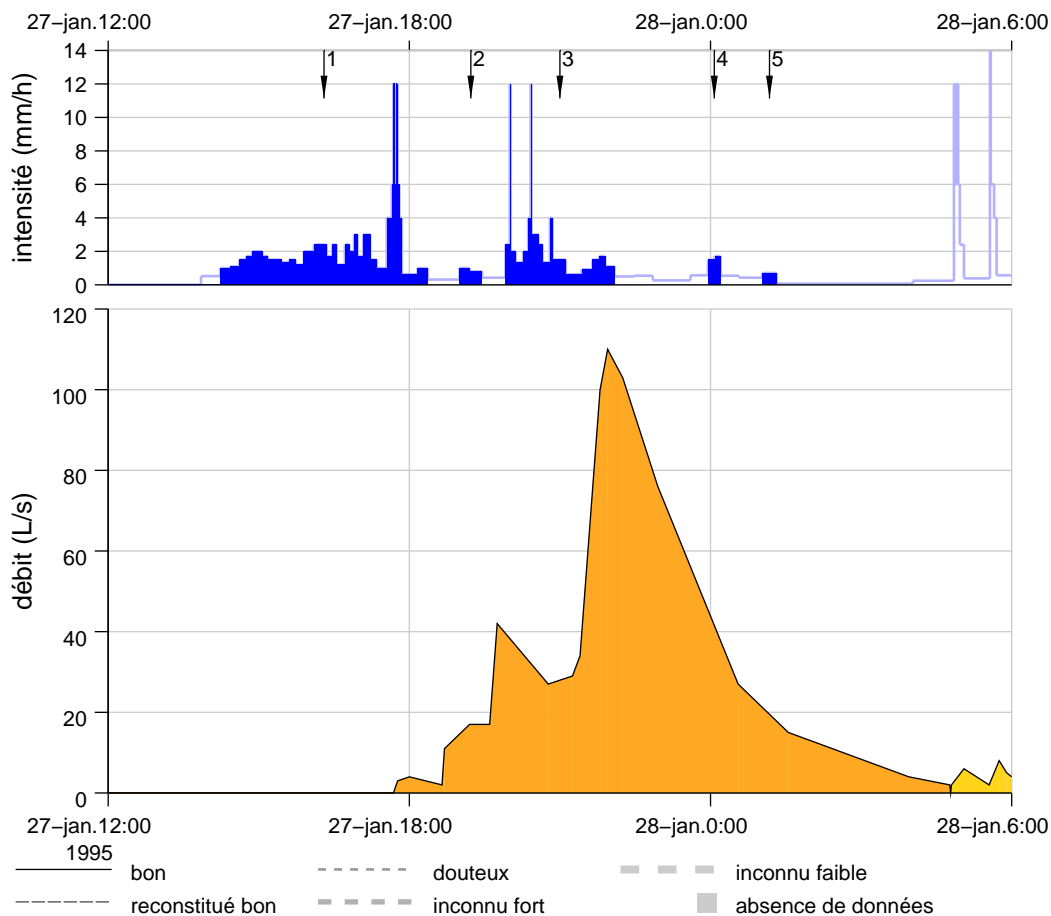 27−jan.12:00 27−jan.18:00 28−jan.0:00 28−jan.6:00
14
12
10
8
6
4
2
0
intensité (mm/h)
1 2 3 4 5
120
100
80
60
40
20
0
débit (L/s)
27−jan.12:00 27−jan.18:00 28−jan.0:00 28−jan.6:00
1995
bon douteux inconnu faible
reconstitué bon inconnu fort absence de données